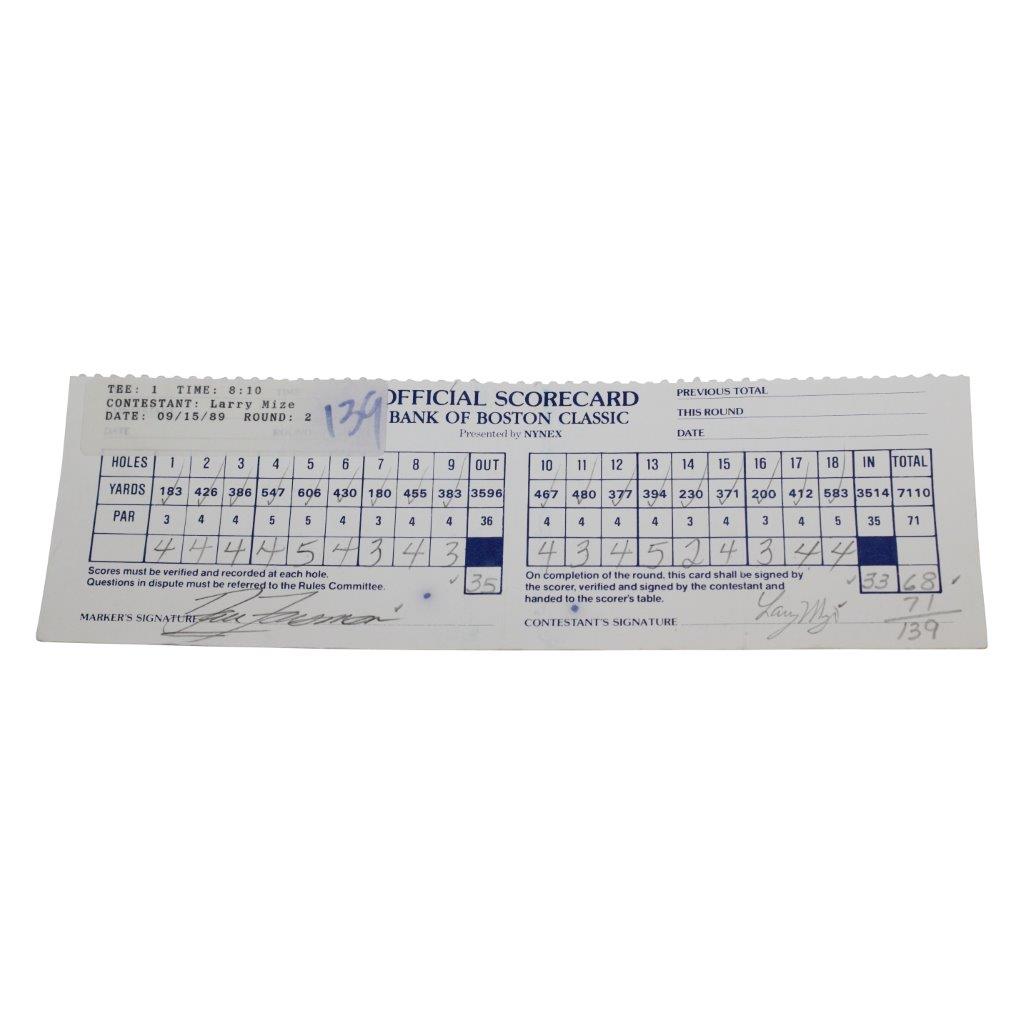 TEE: 1 TIME: 8:10
CONTESTANT: Larry Mize
DATE: 09/15/89 ROUND: 2
139
OFFICIAL SCORECARD
BANK OF BOSTON CLASSIC
Presented by NYNEX
PREVIOUS TOTAL
THIS ROUND
DATE
HOLES 1 2 3 4 5 6 7 8 9 OUT 10 11 12 13 14 15 16 17 18 IN TOTAL
YARDS 183 426 386 547 606 430 180 455 383 3596 467 480 377 394 230 371 200 412 583 3514 7110
PAR 3 4 4 5 5 4 3 4 4 36 4 4 4 4 3 4 3 4 5 35 71
4 4 4 4 5 4 3 4 3 4 3 4 5 2 4 3 4 4
35 33 68
Scores must be verified and recorded at each hole.
Questions in dispute must be referred to the Rules Committee.
On completion of the round, this card shall be signed by
the scorer, verified and signed by the contestant and
handed to the scorer's table.
71
139
MARKER'S SIGNATURE
CONTESTANT'S SIGNATURE Larry Mize